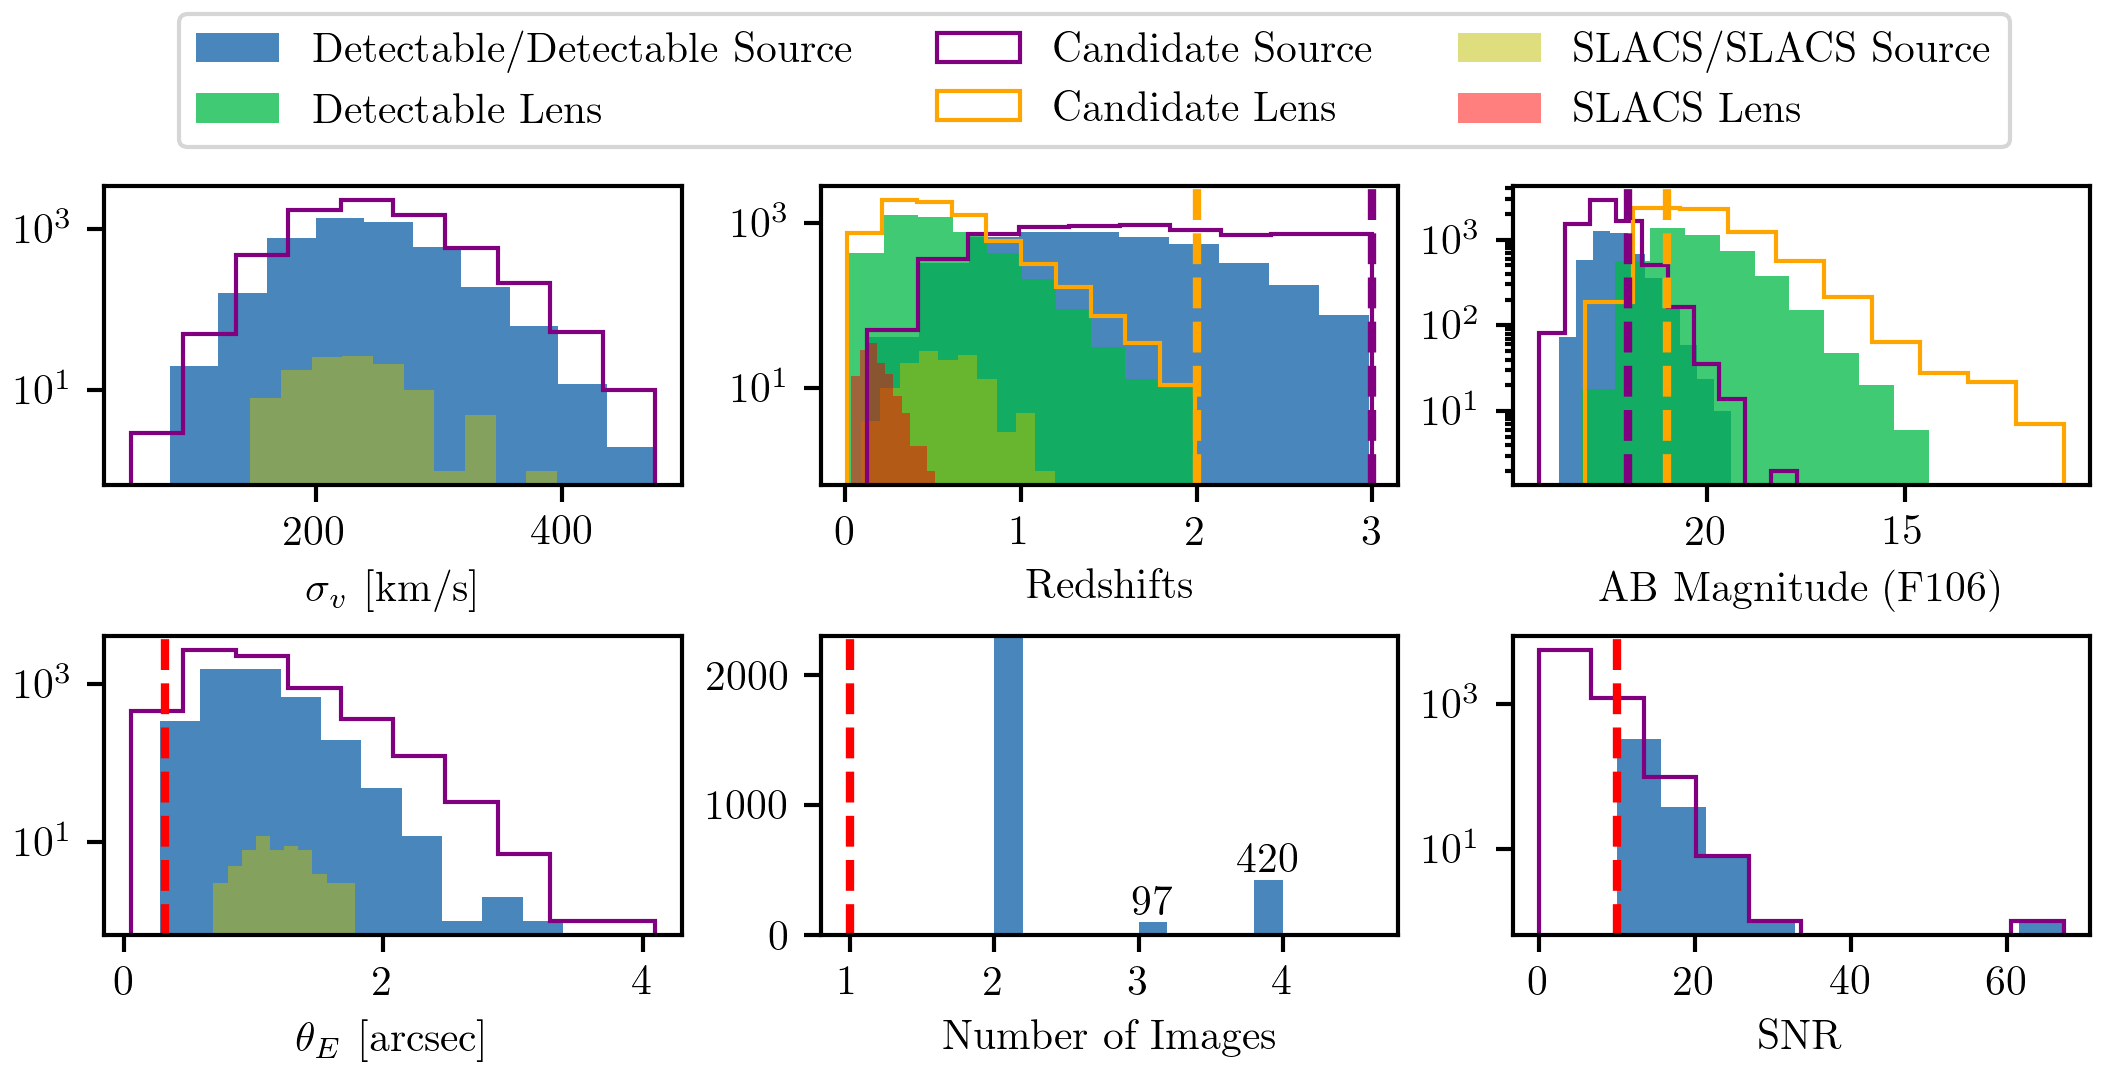 Detectable/Detectable Source Candidate Source SLACS/SLACS Source
Detectable Lens Candidate Lens SLACS Lens
10^3
10^1
200 400
σ_v [km/s]
10^3
10^1
0 1 2 3
Redshifts
10^3
10^2
10^1
20 15
AB Magnitude (F106)
10^3
10^1
0 2 4
θ_E [arcsec]
2000
1000
0
97
420
1 2 3 4
Number of Images
10^3
10^1
0 20 40 60
SNR